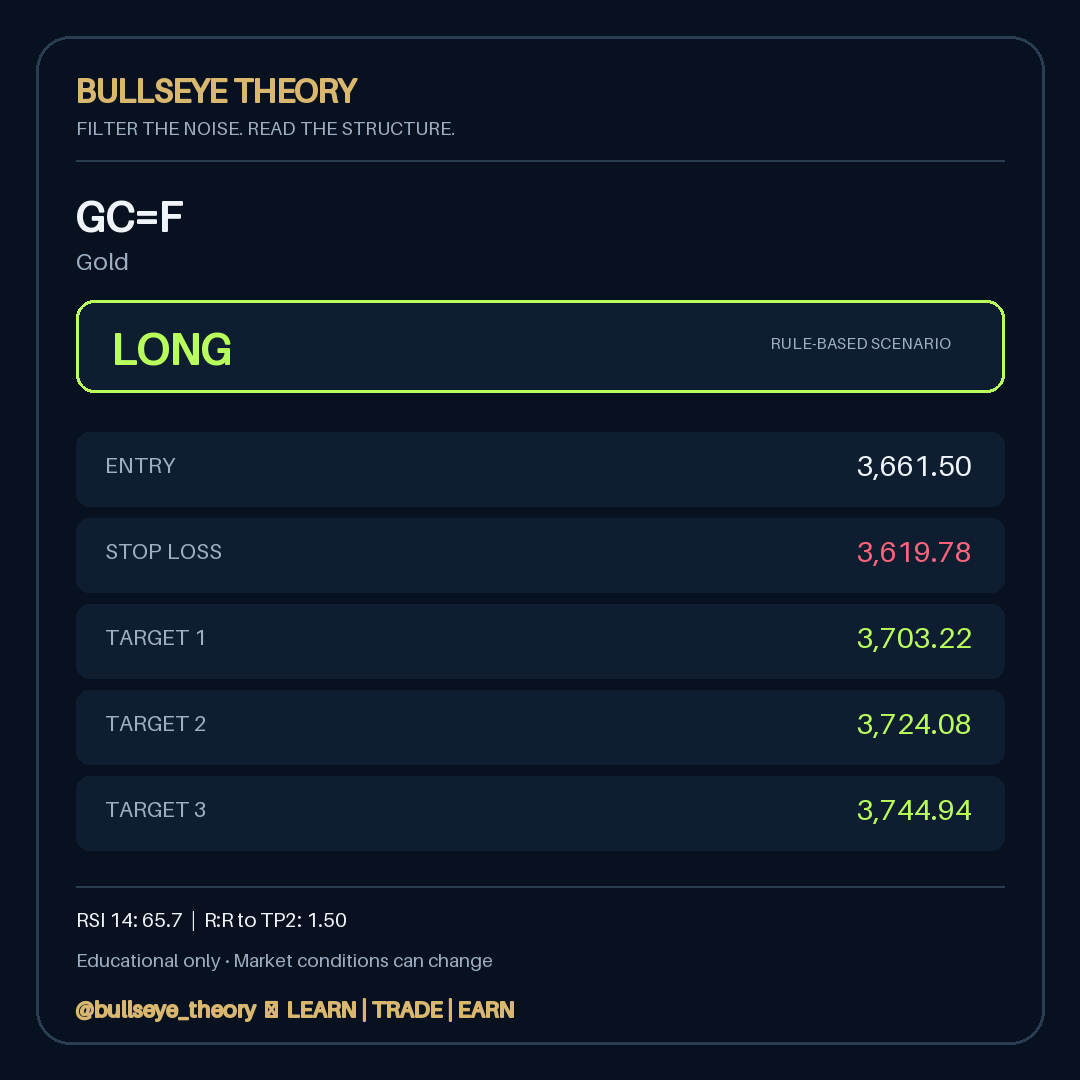 BULLSEYE THEORY
FILTER THE NOISE. READ THE STRUCTURE.
GC=F
Gold
LONG
RULE-BASED SCENARIO
ENTRY 3,661.50
STOP LOSS 3,619.78
TARGET 1 3,703.22
TARGET 2 3,724.08
TARGET 3 3,744.94
RSI 14: 65.7 | R:R to TP2: 1.50
Educational only · Market conditions can change
@bullseye_theory LEARN | TRADE | EARN